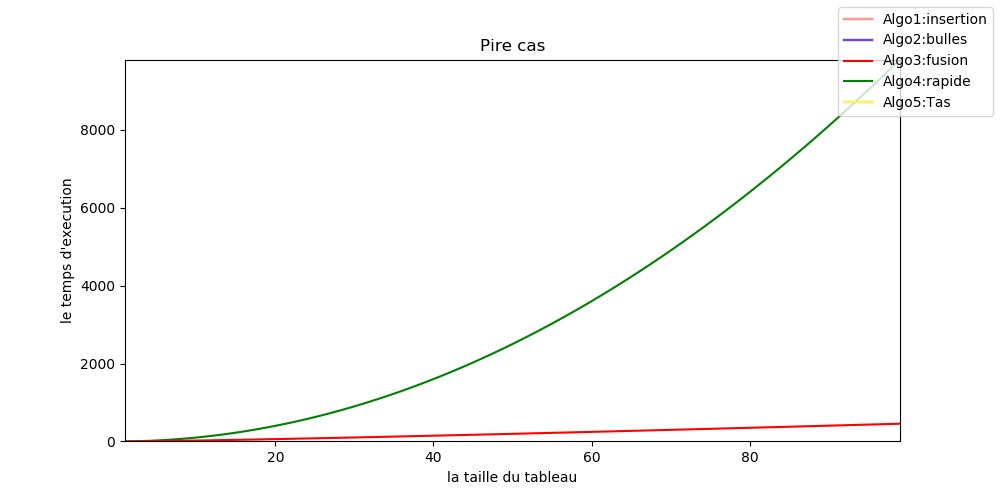 Pire cas
Algo1:insertion
Algo2:bulles
Algo3:fusion
Algo4:rapide
Algo5:Tas
le temps d'execution
8000
6000
4000
2000
0
20
40
60
80
la taille du tableau